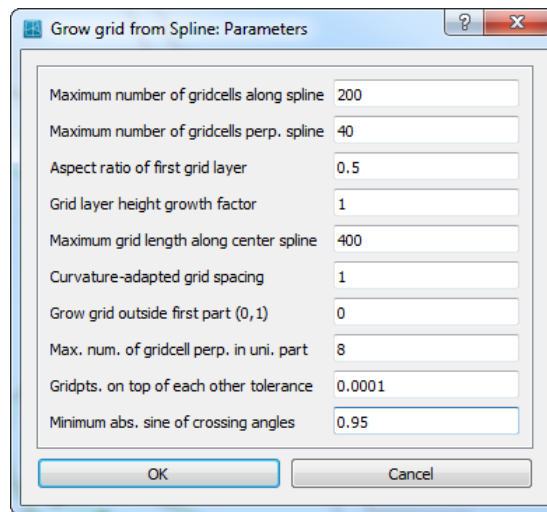 Grow grid from Spline: Parameters
Maximum number of gridcells along spline 200
Maximum number of gridcells perp. spline 40
Aspect ratio of first grid layer 0.5
Grid layer height growth factor 1
Maximum grid length along center spline 400
Curvature-adapted grid spacing 1
Grow grid outside first part (0,1) 0
Max. num. of gridcell perp. in uni. part 8
Gridpts. on top of each other tolerance 0.0001
Minimum abs. sine of crossing angles 0.95
OK Cancel